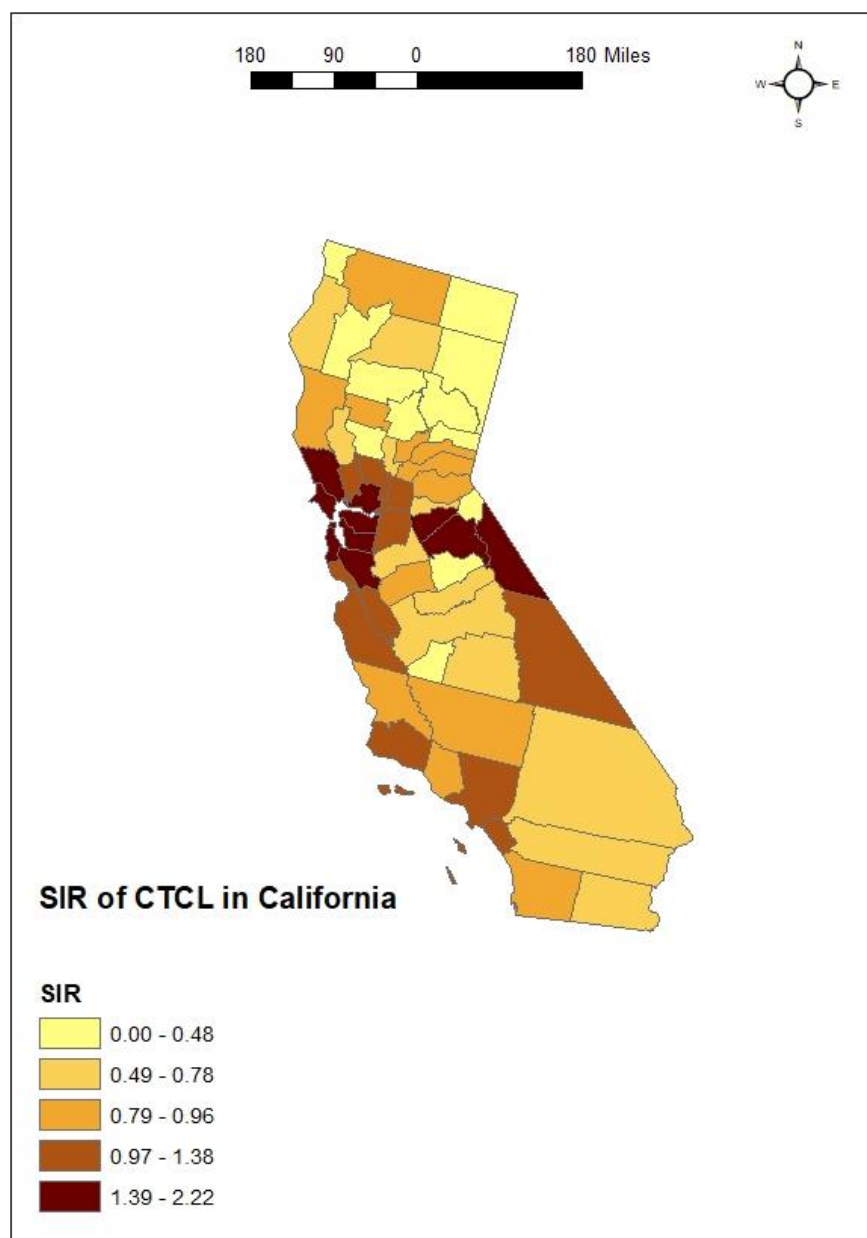 180 90 0 180 Miles
N
W E
S
SIR of CTCL in California
SIR
0.00 - 0.48
0.49 - 0.78
0.79 - 0.96
0.97 - 1.38
1.39 - 2.22